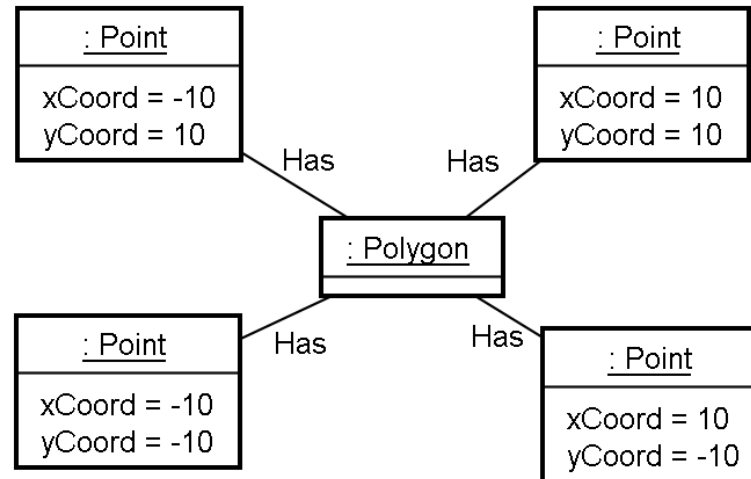 : Point
xCoord = -10
yCoord = 10
: Point
xCoord = 10
yCoord = 10
Has
Has
: Polygon
Has
Has
: Point
xCoord = -10
yCoord = -10
: Point
xCoord = 10
yCoord = -10